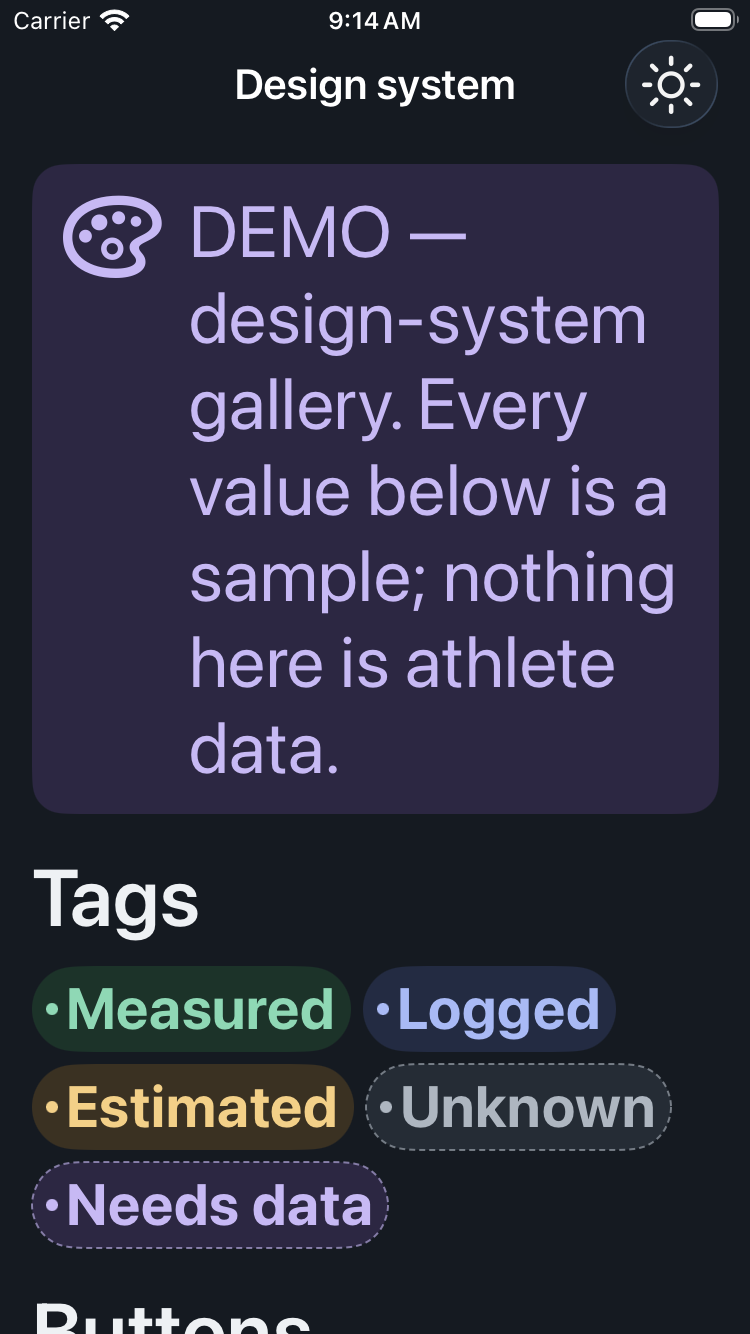 Carrier 9:14 AM
Design system
DEMO —
design-system
gallery. Every
value below is a
sample; nothing
here is athlete
data.
Tags
Measured
Logged
Estimated
Unknown
Needs data
Buttons